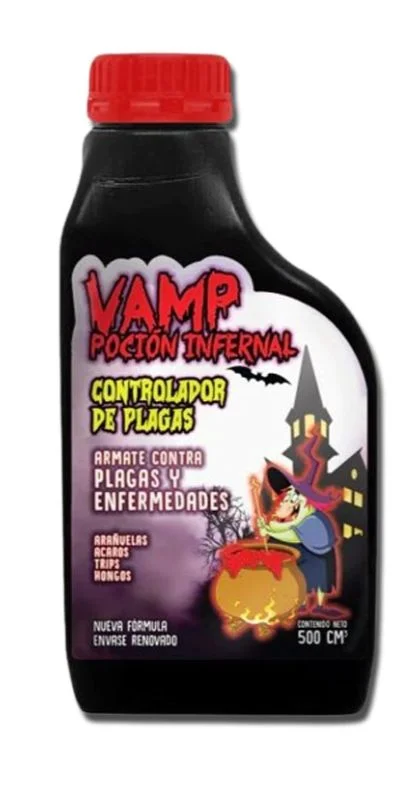 VAMP
POCIÓN INFERNAL
CONTROLADOR
DE PLAGAS
ARMATE CONTRA
PLAGAS Y
ENFERMEDADES
ARAÑUELAS
ACAROS
TRIPS
HONGOS
NUEVA FÓRMULA
ENVASE RENOVADO
CONTENIDO NETO
500 CM³